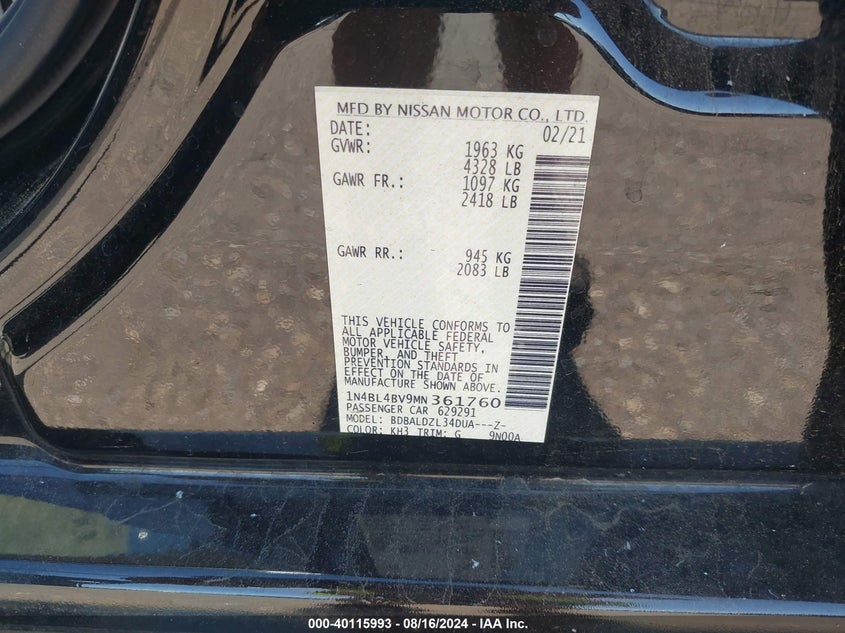 MFD BY NISSAN MOTOR CO., LTD.
DATE: 02/21
GVWR: 1963 KG
4328 LB
GAWR FR.: 1097 KG
2418 LB
GAWR RR.: 945 KG
2083 LB
THIS VEHICLE CONFORMS TO
ALL APPLICABLE FEDERAL
MOTOR VEHICLE SAFETY,
BUMPER, AND THEFT
PREVENTION STANDARDS IN
EFFECT ON THE DATE OF
MANUFACTURE SHOWN ABOVE.
1N4BL4BV9MN361760
PASSENGER CAR 629291
MODEL: BDBALDZL34DUA---Z-
COLOR: KH3 TRIM: G 9N00A
000-40115993 - 08/16/2024 - IAA Inc.